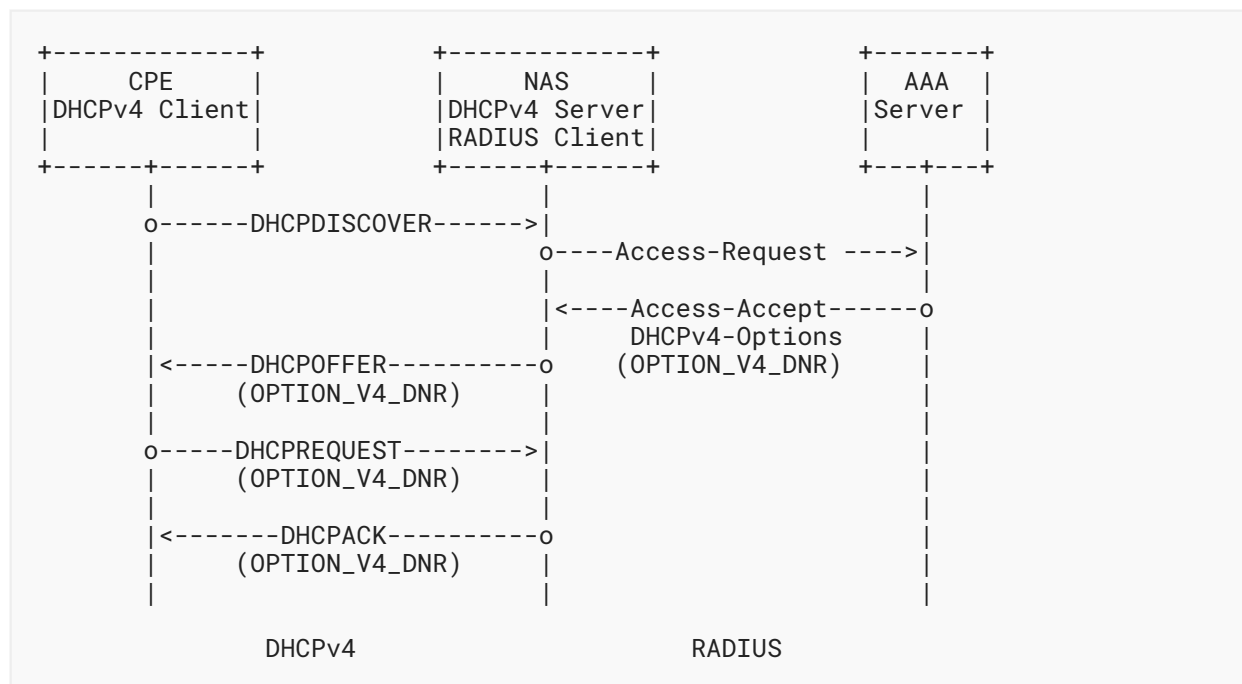 +-------------+           +-------------+             +-------+
|     CPE     |           |     NAS     |             |  AAA  |
|DHCPv4 Client|           |DHCPv4 Server|             |Server |
|             |           |RADIUS Client|             |       |
+------+------+           +------+------+             +---+---+
       |                         |                        |
       o------DHCPDISCOVER------>|                        |
       |                         o----Access-Request ---->|
       |                         |                        |
       |                         |<----Access-Accept------o
       |                         |     DHCPv4-Options     |
       |<-----DHCPOFFER----------o    (OPTION_V4_DNR)     |
       |     (OPTION_V4_DNR)     |                        |
       |                         |                        |
       o-----DHCPREQUEST-------->|                        |
       |     (OPTION_V4_DNR)     |                        |
       |                         |                        |
       |<-------DHCPACK----------o                        |
       |     (OPTION_V4_DNR)     |                        |
       |                         |                        |

               DHCPv4                      RADIUS